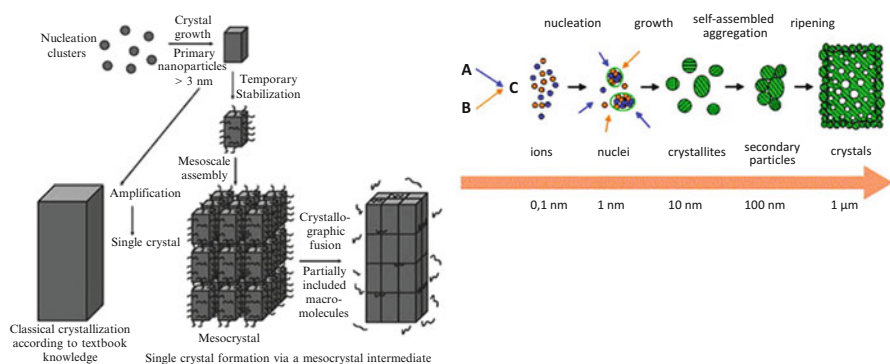 Nucleation
clusters
Crystal
growth
Primary
nanoparticles
> 3 nm
Temporary
Stabilization
Mesoscale
assembly
Amplification
Single crystal
Crystallo-
graphic
fusion
Partially
included
macro-
molecules
Mesocrystal
Classical crystallization
according to textbook
knowledge
Single crystal formation via a mesocrystal intermediate
nucleation growth self-assembled aggregation ripening
A
B
C
ions nuclei crystallites secondary particles crystals
0,1 nm 1 nm 10 nm 100 nm 1 µm